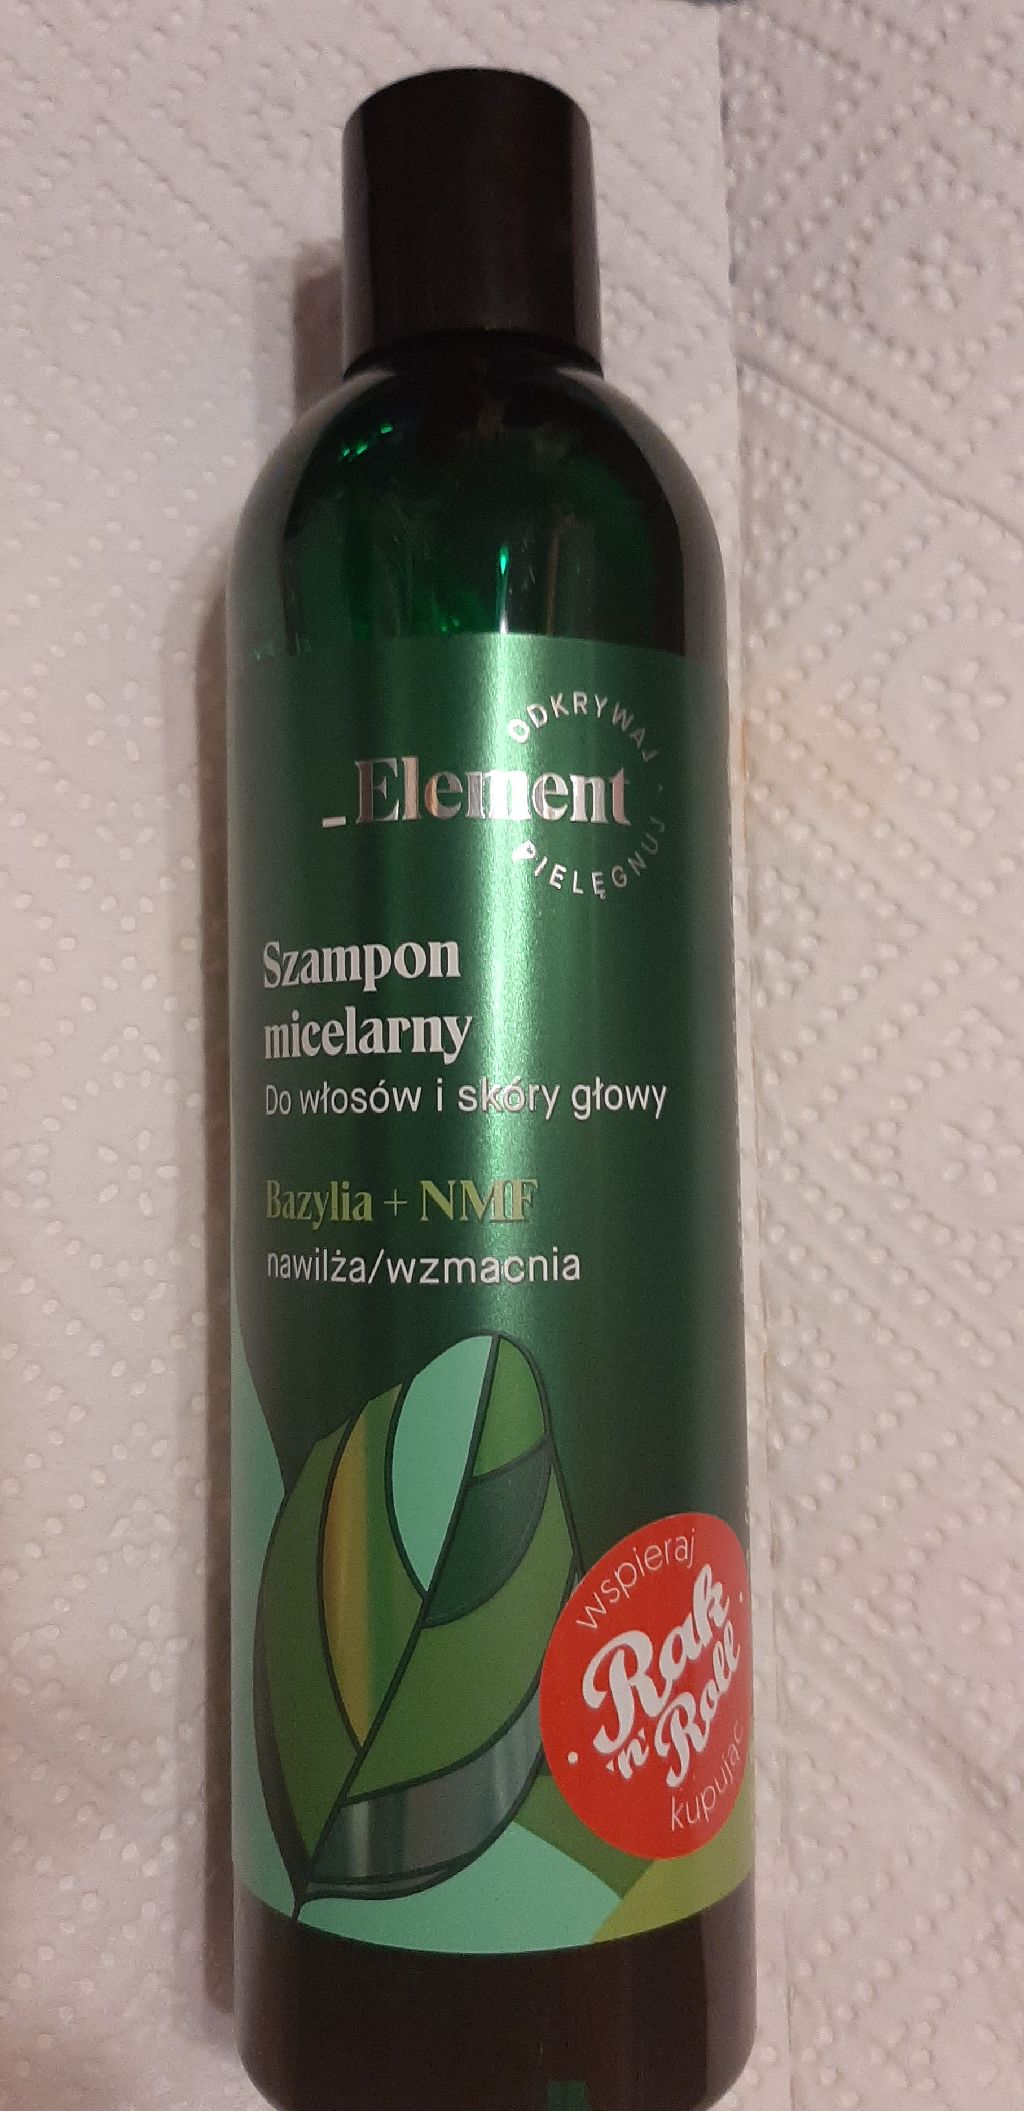 ODKRYWAJ
_Element
PIELĘGNUJ
Szampon
micelarny
Do włosów i skóry głowy
Bazylia + NMF
nawilża/wzmacnia
wspieraj
Rak
'n'
Roll
kupując